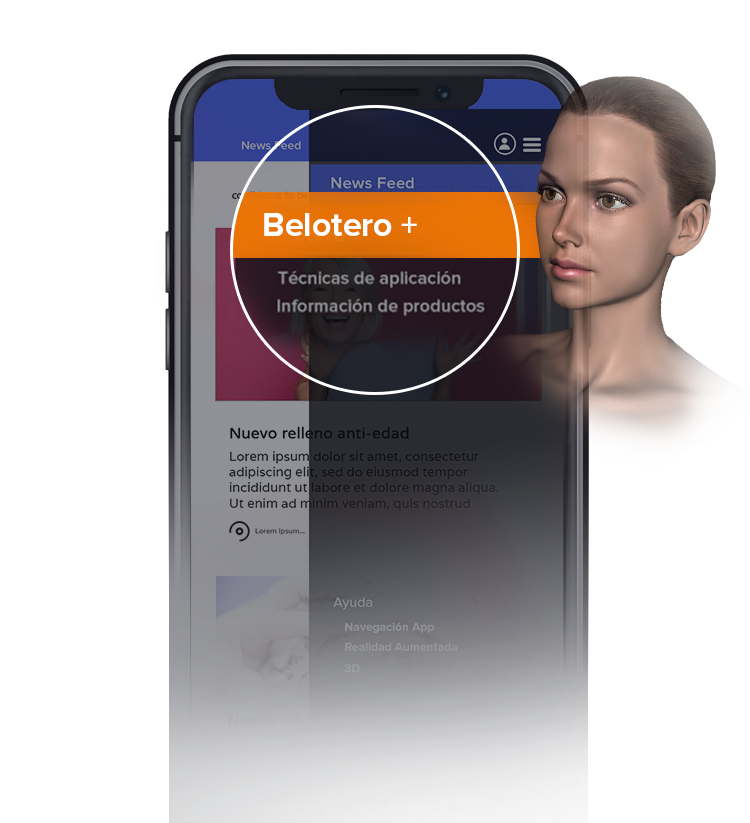 News Feed
News Feed
Belotero +
Técnicas de aplicación
Información de productos
Nuevo relleno anti-edad
Lorem ipsum dolor sit amet, consectetur
adipiscing elit, sed do eiusmod tempor
incididunt ut labore et dolore magna aliqua.
Ut enim ad minim veniam, quis nostrud
Lorem Ipsum...
Ayuda
Navegación App
Realidad Aumentada
3D